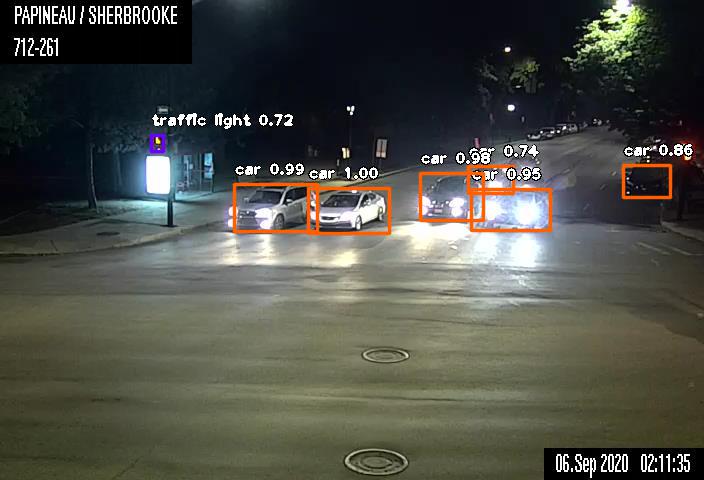 PAPINEAU / SHERBROOKE
712-261
traffic light 0.72
car 0.99
car 1.00
car 0.98
car 0.74
car 0.95
car 0.86
06.Sep 2020 02:11:35